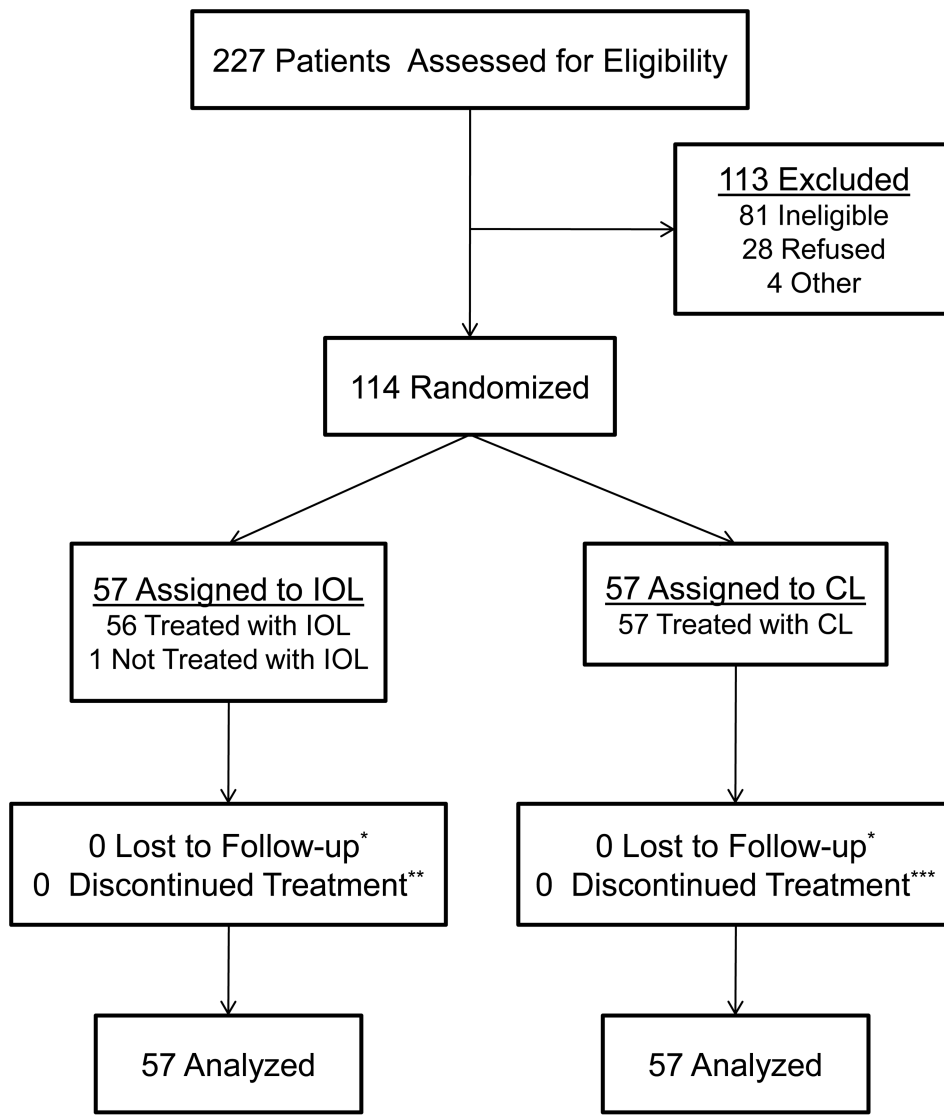 227 Patients  Assessed for Eligibility
113 Excluded
81 Ineligible
28 Refused
4 Other
114 Randomized
57 Assigned to IOL
56 Treated with IOL
1 Not Treated with IOL
57 Assigned to CL
57 Treated with CL
0 Lost to Follow-up*
0  Discontinued Treatment**
0 Lost to Follow-up*
0  Discontinued Treatment***
57 Analyzed
57 Analyzed